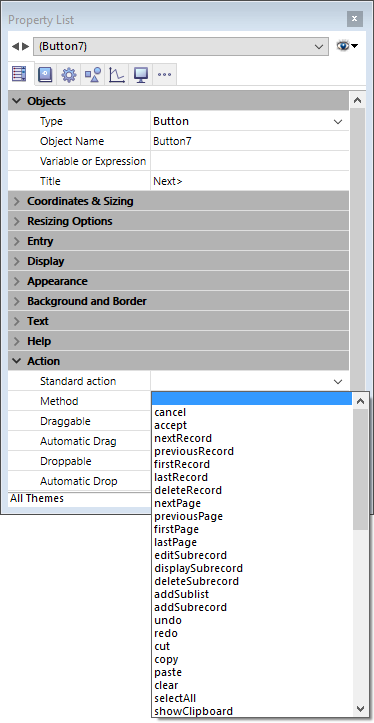 Property List
(Button7)
Objects
Type Button
Object Name Button7
Variable or Expression
Title Next>
Coordinates & Sizing
Resizing Options
Entry
Display
Appearance
Background and Border
Text
Help
Action
Standard action
Method
Draggable
Automatic Drag
Droppable
Automatic Drop
All Themes
cancel
accept
nextRecord
previousRecord
firstRecord
lastRecord
deleteRecord
nextPage
previousPage
firstPage
lastPage
editSubrecord
displaySubrecord
deleteSubrecord
addSublist
addSubrecord
undo
redo
cut
copy
paste
clear
selectAll
showClipboard